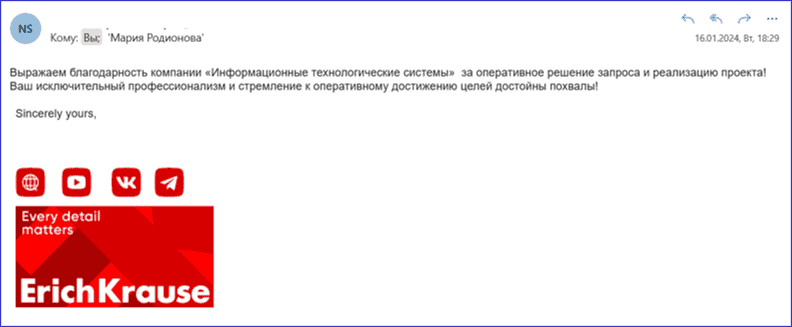 NS
Кому: Вы; 'Мария Родионова'
16.01.2024, Вт, 18:29
Выражаем благодарность компании «Информационные технологические системы»  за оперативное решение запроса и реализацию проекта!
Ваш исключительный профессионализм и стремление к оперативному достижению целей достойны похвалы!
Sincerely yours,
Every detail
matters
ErichKrause